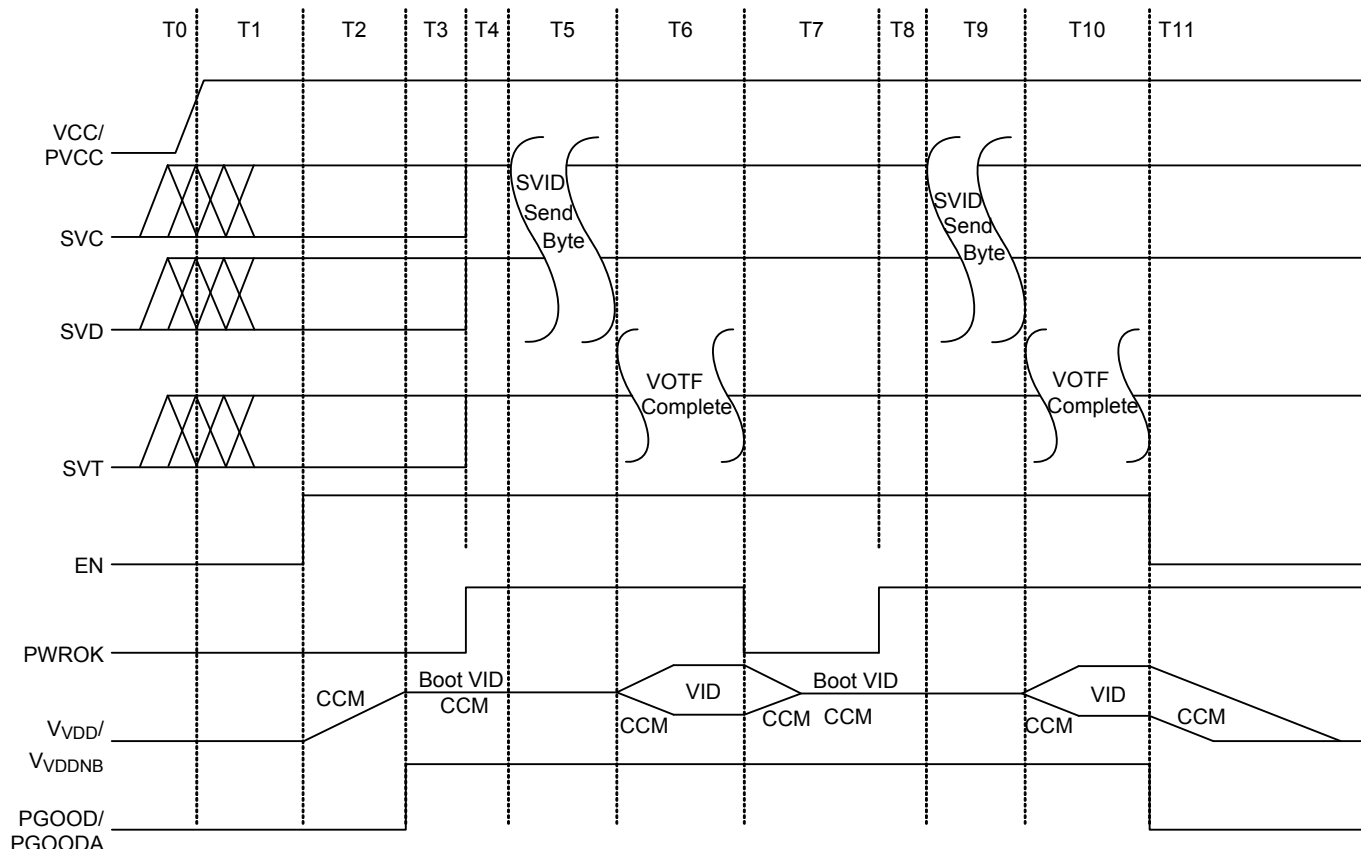 T0 T1 T2 T3 T4 T5 T6 T7 T8 T9 T10 T11
VCC/
PVCC
SVID
Send
Byte
SVID
Send
Byte
SVC
SVD
VOTF
Complete
VOTF
Complete
SVT
EN
PWROK
CCM
Boot VID
CCM
CCM
VID
CCM CCM
Boot VID
CCM
VID
CCM
VVDD/
VVDDNB
PGOOD/
PGOODA